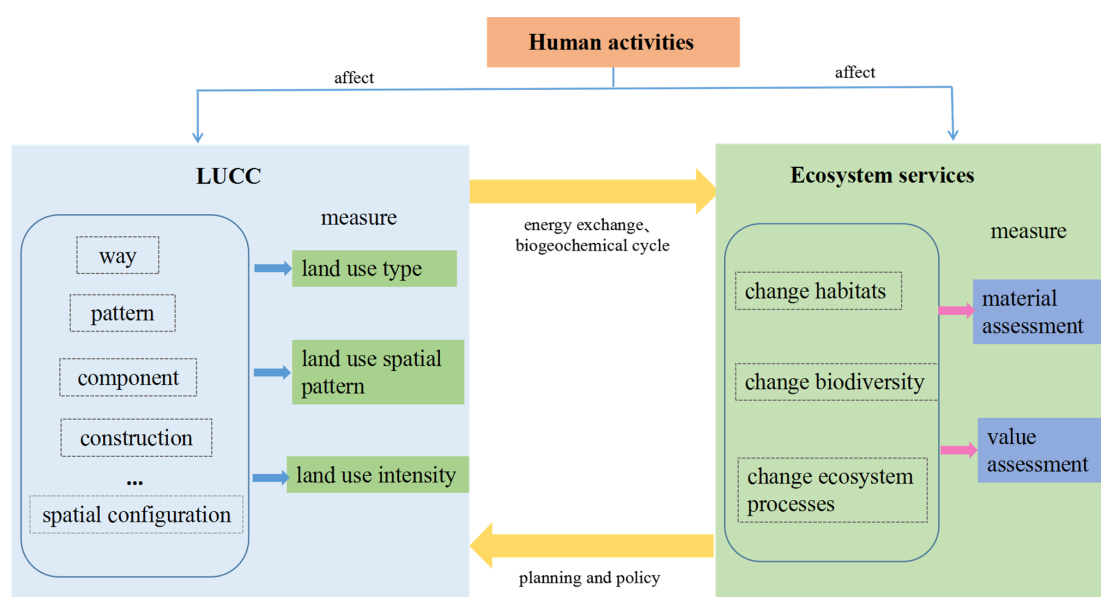 Human activities
affect
affect
LUCC
measure
way
pattern
component
construction
...
spatial configuration
land use type
land use spatial
pattern
land use intensity
energy exchange、
biogeochemical cycle
planning and policy
Ecosystem services
measure
change habitats
change biodiversity
change ecosystem
processes
material
assessment
value
assessment